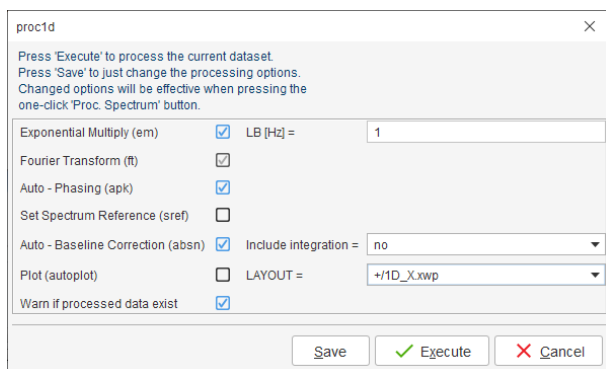 proc1d
Press 'Execute' to process the current dataset.
Press 'Save' to just change the processing options.
Changed options will be effective when pressing the
one-click 'Proc. Spectrum' button.
Exponential Multiply (em) LB [Hz] = 1
Fourier Transform (ft)
Auto - Phasing (apk)
Set Spectrum Reference (sref)
Auto - Baseline Correction (absn) Include integration = no
Plot (autoplot) LAYOUT = +/1D_X.xwp
Warn if processed data exist
Save Execute Cancel